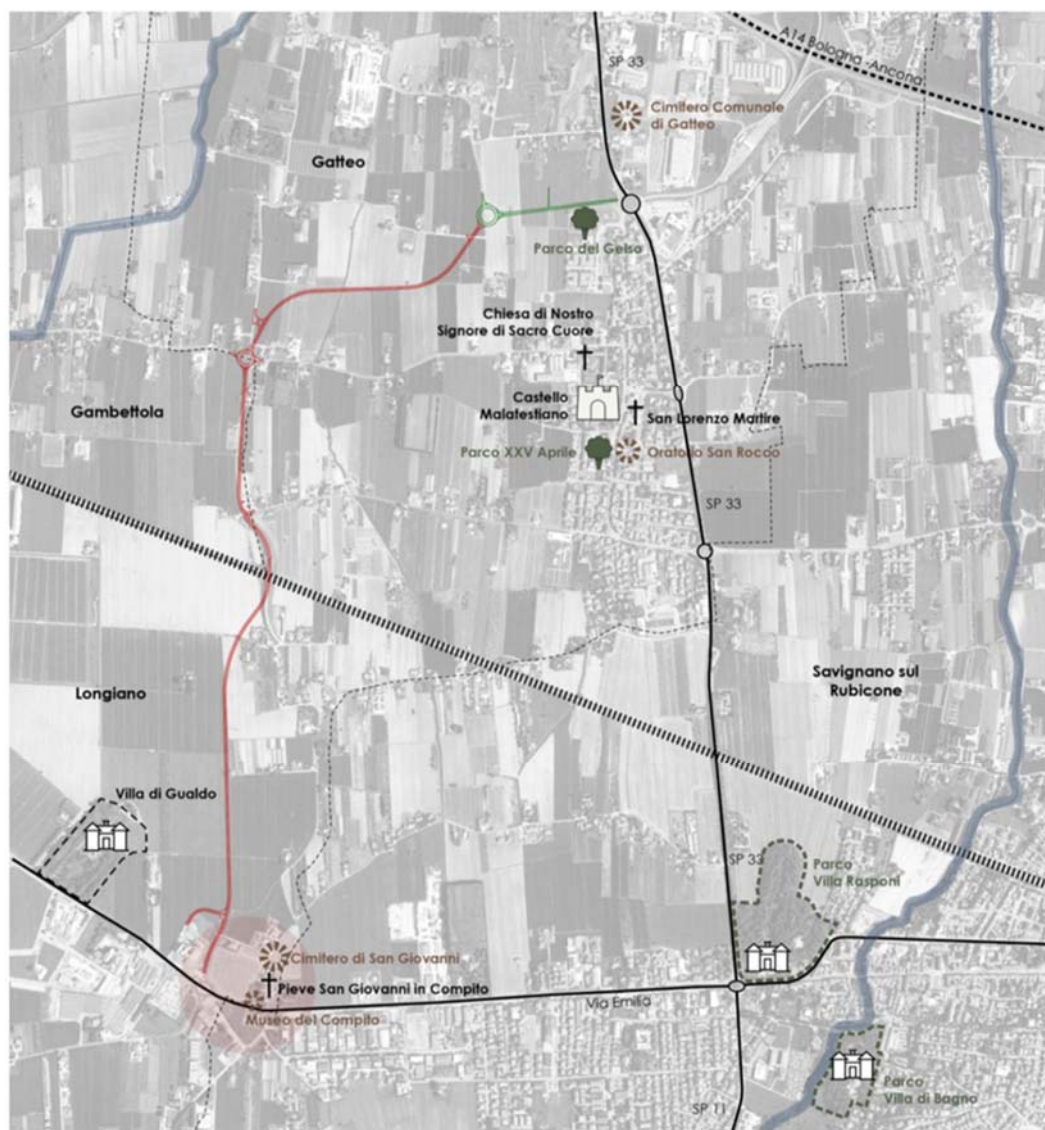 A14 Bologna -Ancona
SP 33
Cimitero Comunale
di Gatteo
Gatteo
Parco del Gelso
Chiesa di Nostro
Signore di Sacro Cuore
Castello
Malatestiano
San Lorenzo Martire
Gambettola
Parco XXV Aprile
Oratorio San Rocco
SP 33
Savignano sul
Rubicone
Longiano
Villa di Gualdo
SP 33
Parco
Villa Rasponi
Cimitero di San Giovanni
Pieve San Giovanni in Compito
Museo del Compito
Via Emilia
Parco
Villa di Bagno
SP 11